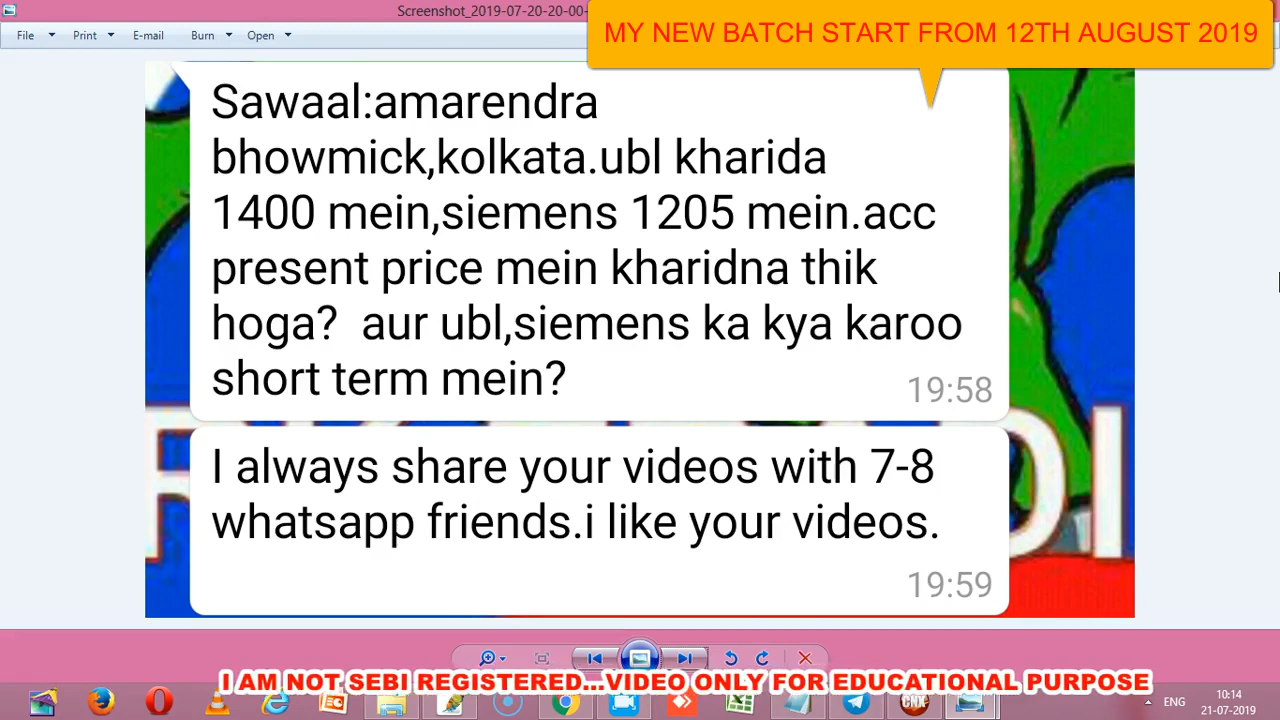 Screenshot_2019-07-20-20-00-
MY NEW BATCH START FROM 12TH AUGUST 2019
File Print E-mail Burn Open
Sawaal:amarendra
bhowmick,kolkata.ubl kharida
1400 mein,siemens 1205 mein.acc
present price mein kharidna thik
hoga? aur ubl,siemens ka kya karoo
short term mein?
19:58
I always share your videos with 7-8
whatsapp friends.i like your videos.
19:59
I AM NOT SEBI REGISTERED...VIDEO ONLY FOR EDUCATIONAL PURPOSE
ENG
10:14
21-07-2019